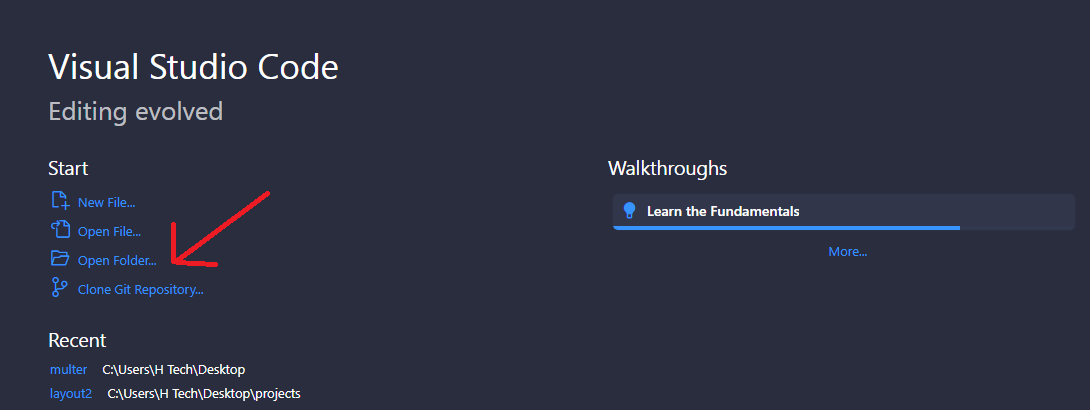 Visual Studio Code
Editing evolved
Start
New File...
Open File...
Open Folder...
Clone Git Repository...
Recent
multer C:\Users\H Tech\Desktop
layout2 C:\Users\H Tech\Desktop\projects
Walkthroughs
Learn the Fundamentals
More...